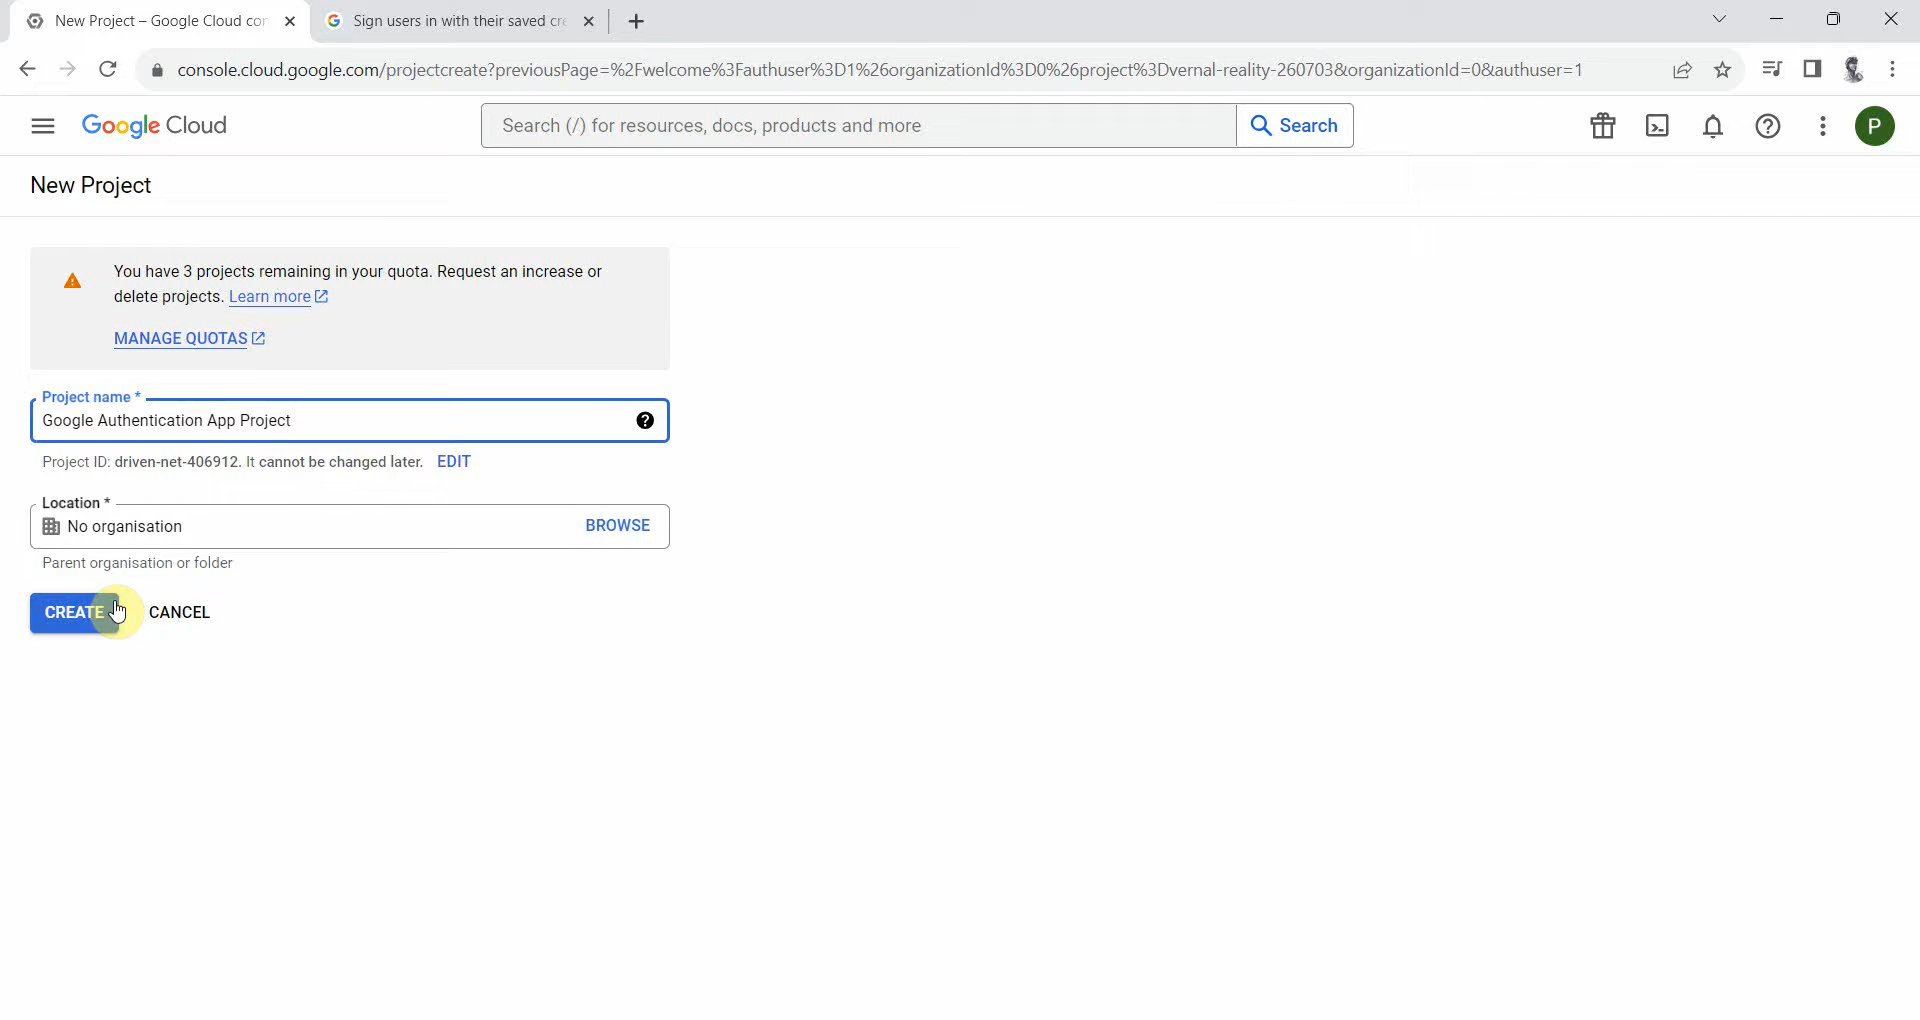 New Project – Google Cloud con
Sign users in with their saved cre
console.cloud.google.com/projectcreate?previousPage=%2Fwelcome%3Fauthuser%3D1%26organizationId%3D0%26project%3Dvernal-reality-260703&organizationId=0&authuser=1
Google Cloud
Search (/) for resources, docs, products and more
Search
P
New Project
You have 3 projects remaining in your quota. Request an increase or
delete projects. Learn more
MANAGE QUOTAS
Project name *
Google Authentication App Project
Project ID: driven-net-406912. It cannot be changed later. EDIT
Location *
No organisation
BROWSE
Parent organisation or folder
CREATE
CANCEL